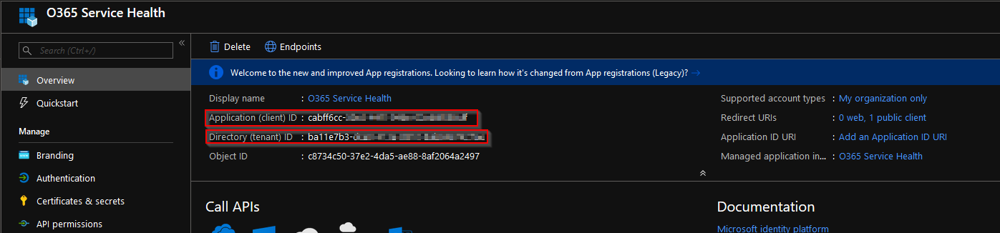 O365 Service Health
Search (Ctrl+/)
«
Overview
Quickstart
Manage
Branding
Authentication
Certificates & secrets
API permissions
Delete
Endpoints
Welcome to the new and improved App registrations. Looking to learn how it's changed from App registrations (Legacy)? →
Display name : O365 Service Health
Application (client) ID : cabff6cc-
Directory (tenant) ID : ba11e7b3-
Object ID : c8734c50-37e2-4da5-ae88-8af2064a2497
Supported account types : My organization only
Redirect URIs : 0 web, 1 public client
Application ID URI : Add an Application ID URI
Managed application in... : O365 Service Health
Call APIs
Documentation
Microsoft identity platform